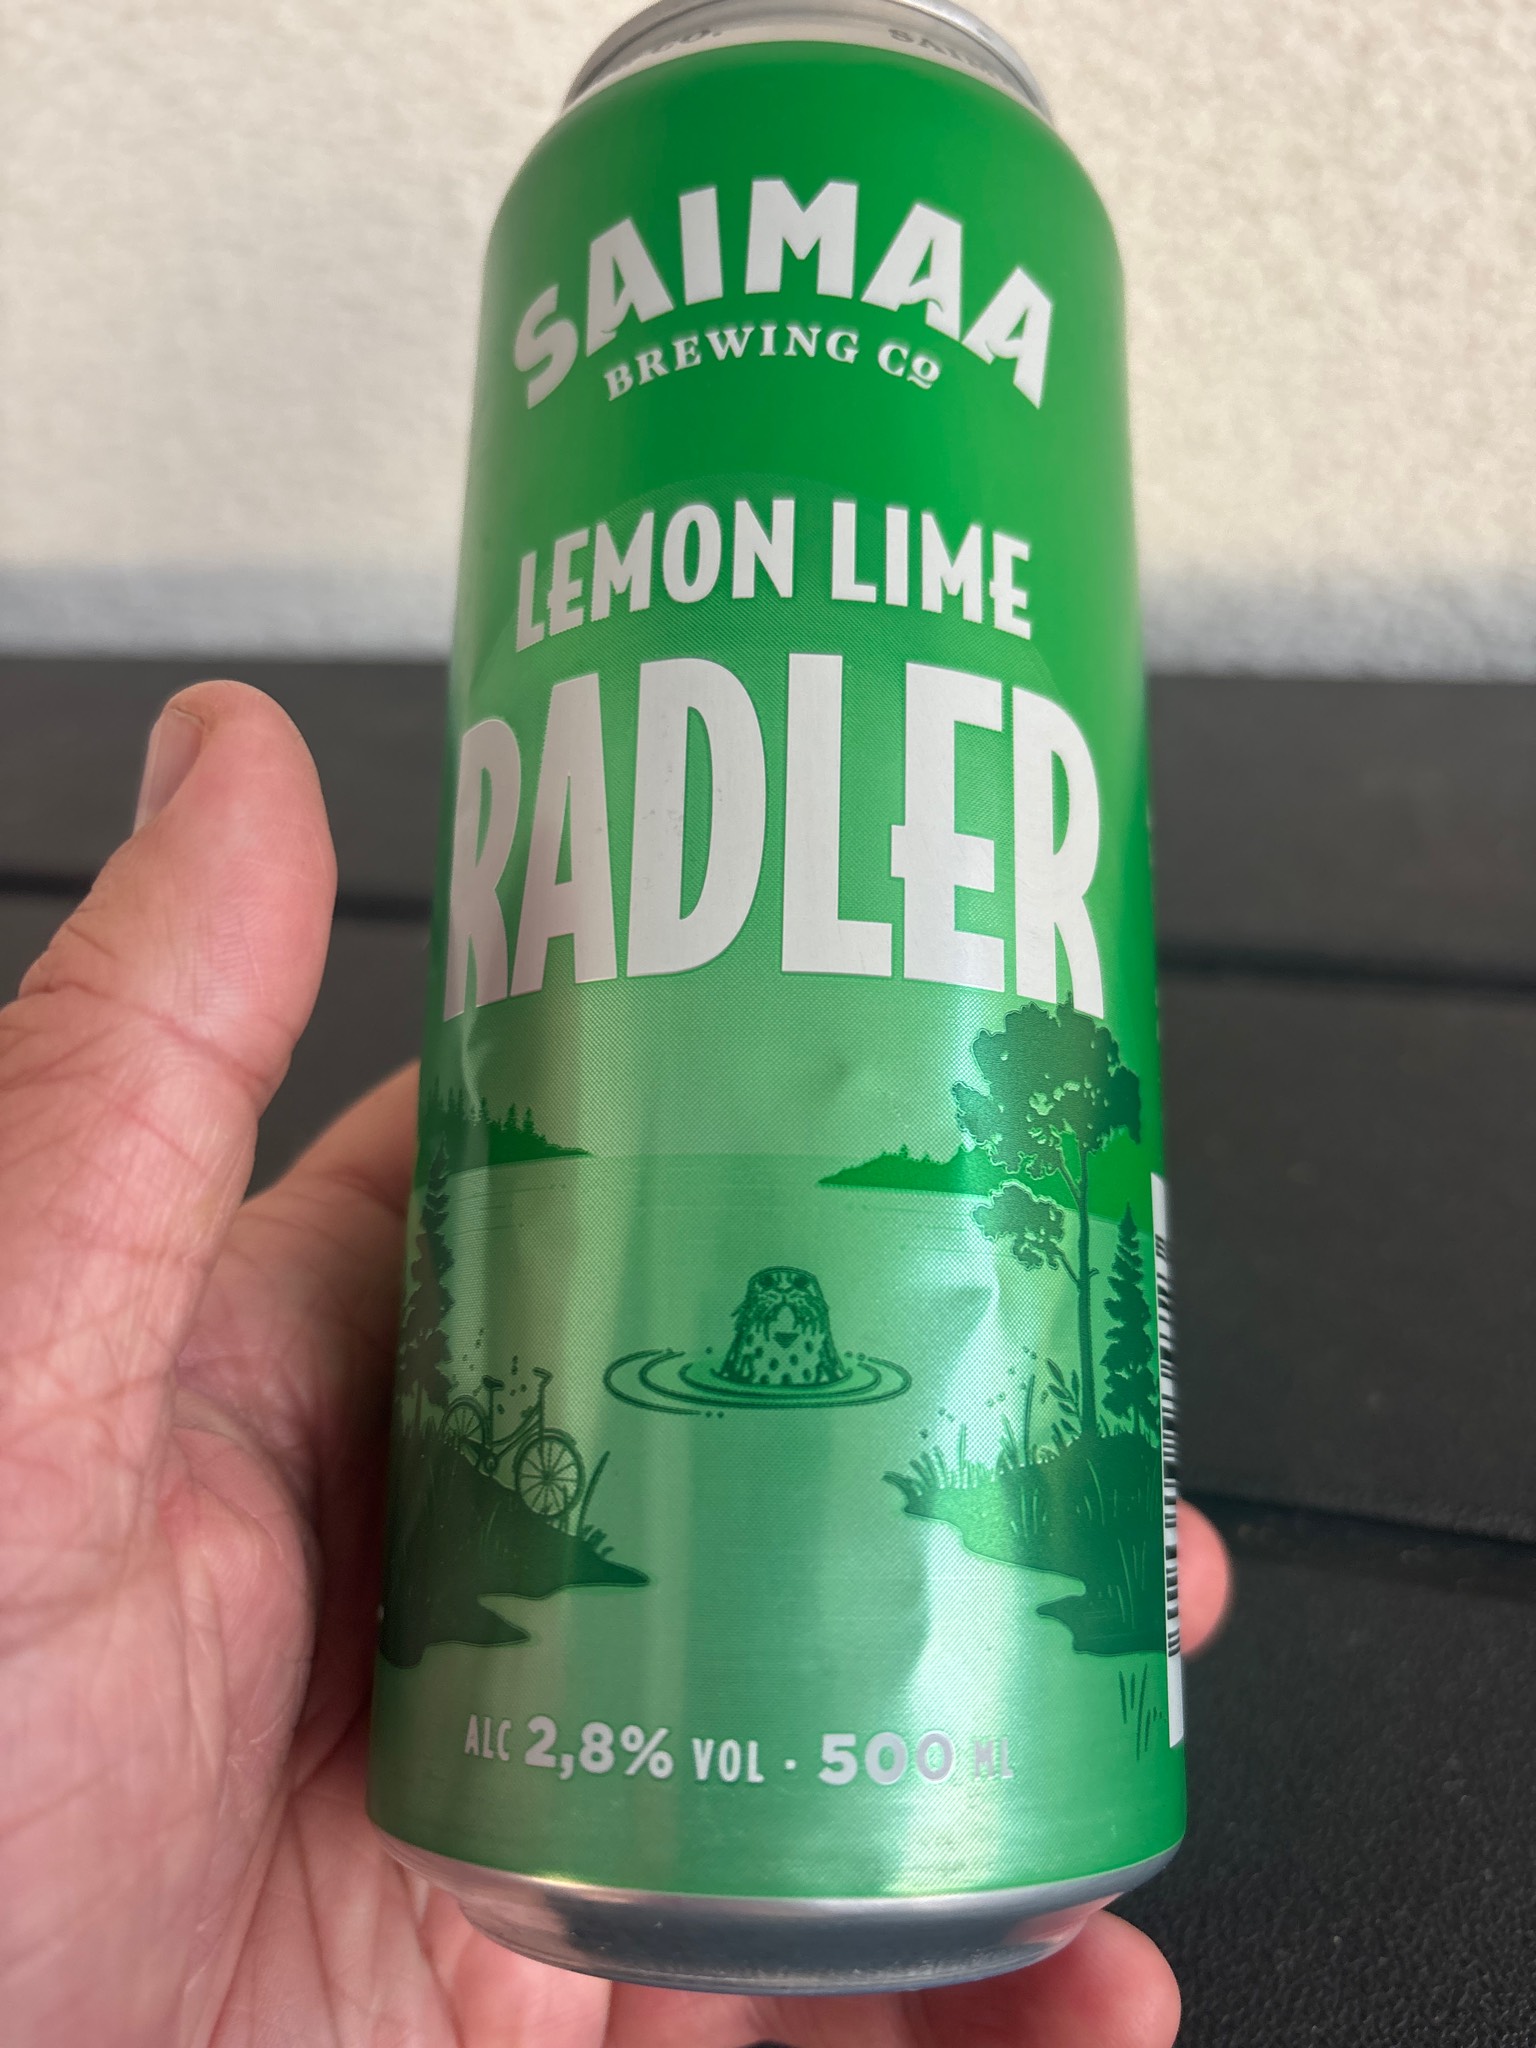 SAIMAA
BREWING Co
LEMON LIME
RADLER
ALC 2,8% VOL · 500 ML